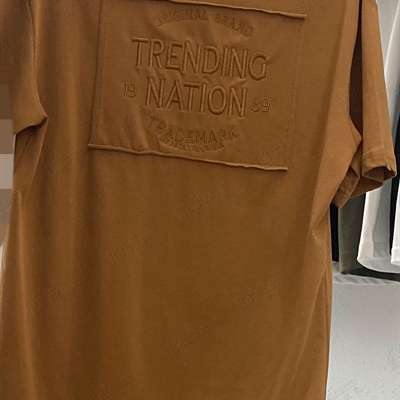 ORIGINAL BRAND
TRENDING
19 NATION 89
TRADEMARK